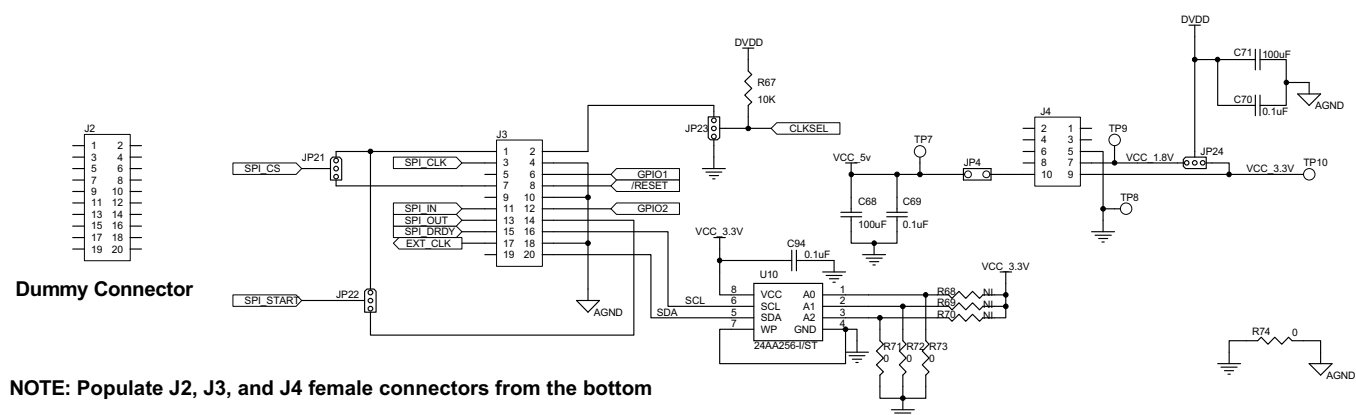 DVDD
C71 100uF
C70 0.1uF
AGND
DVDD
R67
10K
JP23
CLKSEL
J2
1 2
3 4
5 6
7 8
9 10
11 12
13 14
15 16
17 18
19 20
Dummy Connector
J3
1 2
3 4
5 6
7 8
9 10
11 12
13 14
15 16
17 18
19 20
SPI_CS
JP21
SPI_CLK
GPIO1
/RESET
SPI_IN
GPIO2
SPI_OUT
SPI_DRDY
EXT_CLK
SPI_START
JP22
AGND
SCL
SDA
J4
2 1
4 3
6 5
8 7
10 9
TP7
TP9
JP4
JP24
VCC_5v
VCC_1.8V
VCC_3.3V
TP10
TP8
C68
100uF
C69
0.1uF
VCC_3.3V
C94
0.1uF
U10
8 VCC A0 1
6 SCL A1 2
5 SDA A2 3
7 WP GND 4
24AA256-I/ST
VCC_3.3V
R68 NI
R69 NI
R70 NI
R71 0
R72 0
R73 0
R74 0
AGND
NOTE: Populate J2, J3, and J4 female connectors from the bottom